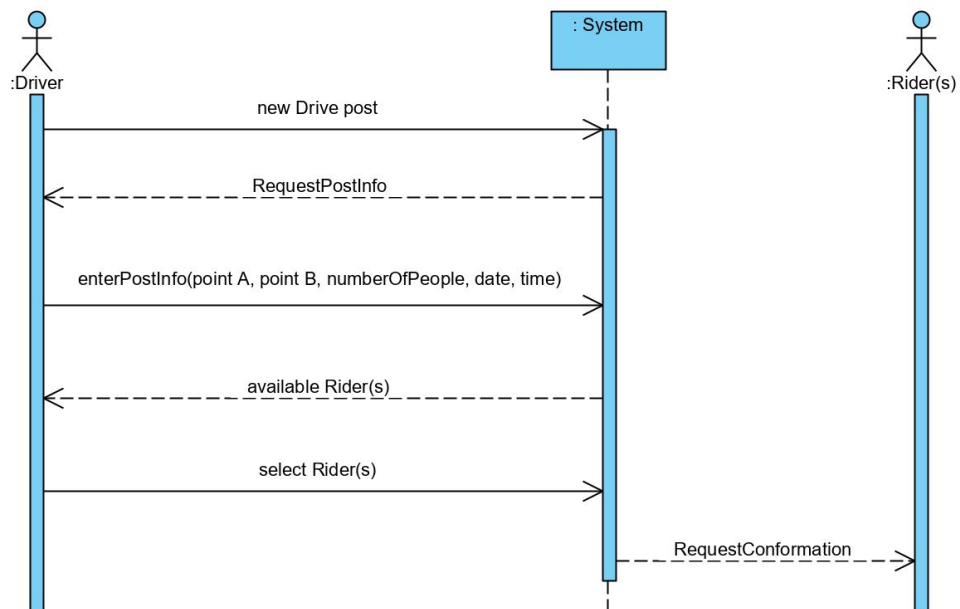 : System
:Driver
:Rider(s)
new Drive post
RequestPostInfo
enterPostInfo(point A, point B, numberOfPeople, date, time)
available Rider(s)
select Rider(s)
RequestConformation